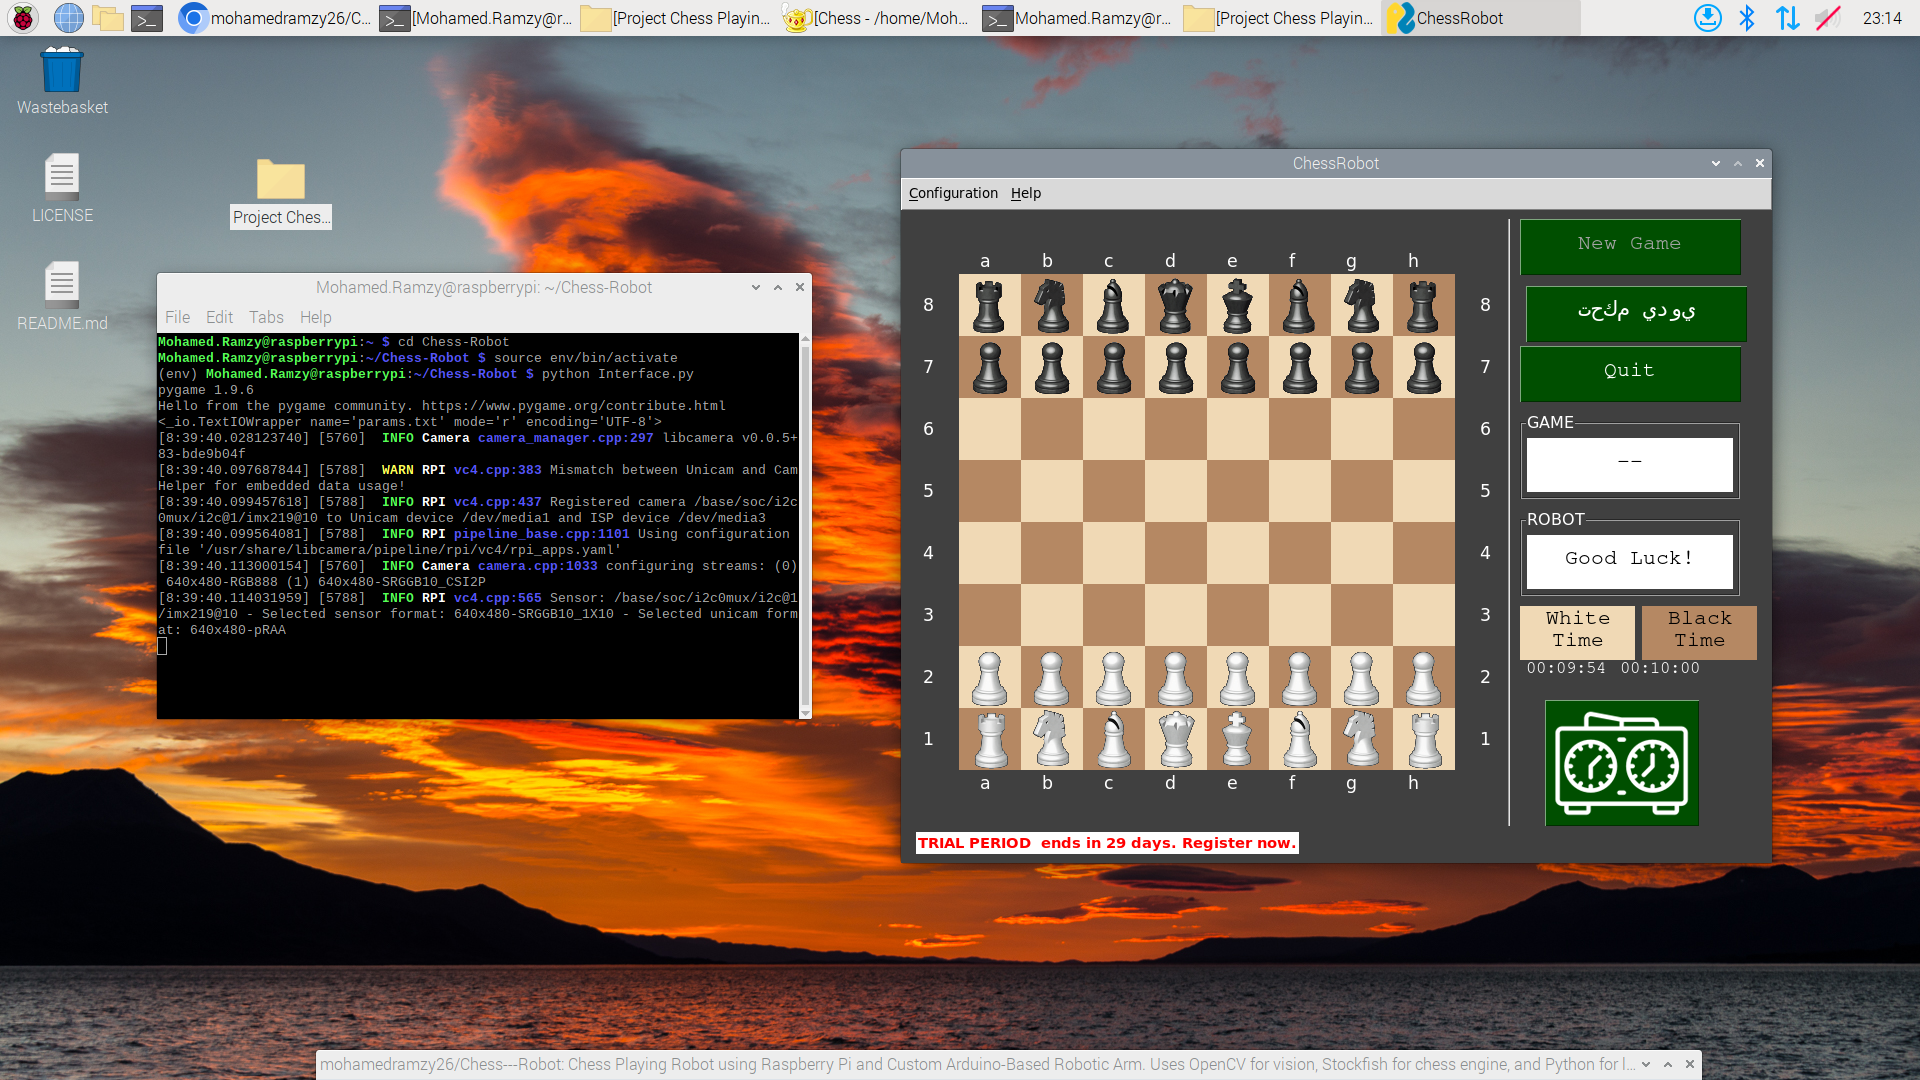 mohamedramzy26/C...
[Mohamed.Ramzy@r...
[Project Chess Playin...
[Chess - /home/Moh...
Mohamed.Ramzy@r...
[Project Chess Playin...
ChessRobot
23:14
Wastebasket
LICENSE
Project Ches...
README.md
Mohamed.Ramzy@raspberrypi: ~/Chess-Robot
File Edit Tabs Help
Mohamed.Ramzy@raspberrypi:~ $ cd Chess-Robot
Mohamed.Ramzy@raspberrypi:~/Chess-Robot $ source env/bin/activate
(env) Mohamed.Ramzy@raspberrypi:~/Chess-Robot $ python Interface.py
pygame 1.9.6
Hello from the pygame community. https://www.pygame.org/contribute.html
<_io.TextIOWrapper name='params.txt' mode='r' encoding='UTF-8'>
[8:39:40.028123740] [5760]  INFO Camera camera_manager.cpp:297 libcamera v0.0.5+
83-bde9b04f
[8:39:40.097687844] [5788]  WARN RPI vc4.cpp:383 Mismatch between Unicam and Cam
Helper for embedded data usage!
[8:39:40.099457618] [5788]  INFO RPI vc4.cpp:437 Registered camera /base/soc/i2c
0mux/i2c@1/imx219@10 to Unicam device /dev/media1 and ISP device /dev/media3
[8:39:40.099564081] [5788]  INFO RPI pipeline_base.cpp:1101 Using configuration
file '/usr/share/libcamera/pipeline/rpi/vc4/rpi_apps.yaml'
[8:39:40.113000154] [5760]  INFO Camera camera.cpp:1033 configuring streams: (0)
640x480-RGB888 (1) 640x480-SRGGB10_CSI2P
[8:39:40.114031959] [5788]  INFO RPI vc4.cpp:565 Sensor: /base/soc/i2c0mux/i2c@1
/imx219@10 - Selected sensor format: 640x480-SRGGB10_1X10 - Selected unicam form
at: 640x480-pRAA
ChessRobot
Configuration Help
a b c d e f g h
8 8
7 7
6 6
5 5
4 4
3 3
2 2
1 1
a b c d e f g h
TRIAL PERIOD  ends in 29 days. Register now.
New Game
تحكم يدوي
Quit
GAME
--
ROBOT
Good Luck!
White
Time
Black
Time
00:09:54 00:10:00
mohamedramzy26/Chess---Robot: Chess Playing Robot using Raspberry Pi and Custom Arduino-Based Robotic Arm. Uses OpenCV for vision, Stockfish for chess engine, and Python for l...